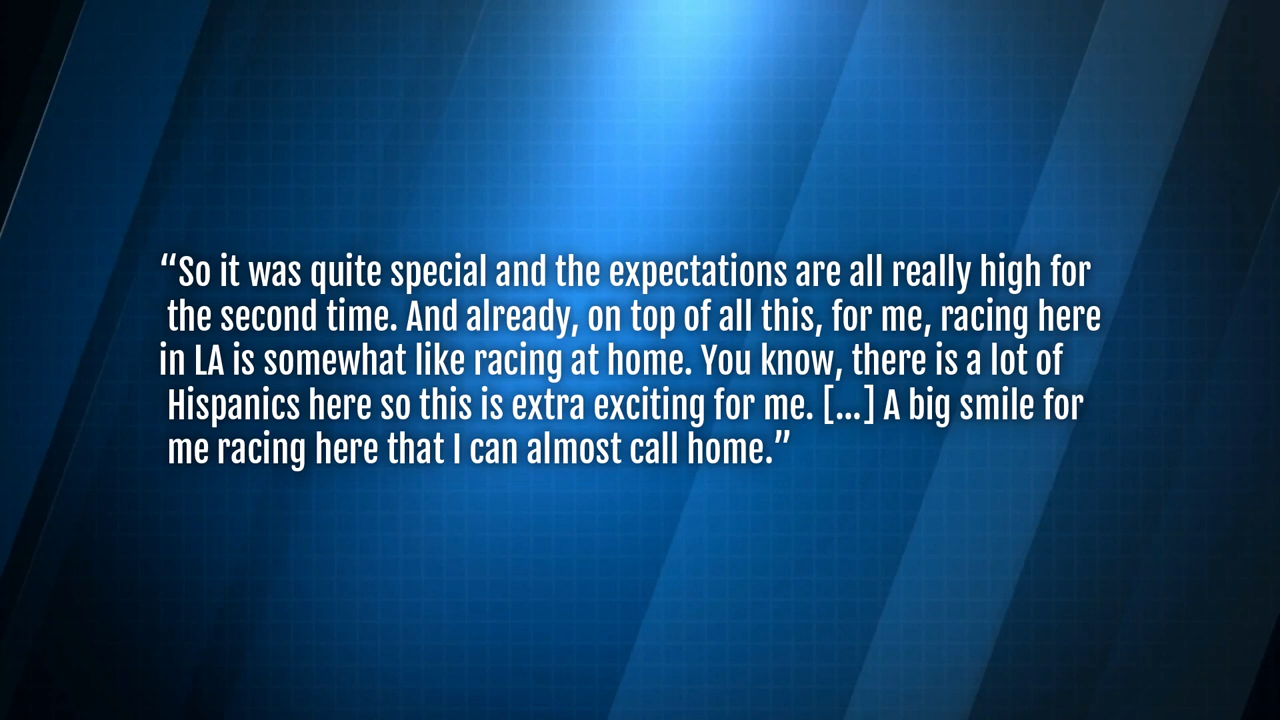 “So it was quite special and the expectations are all really high for
the second time. And already, on top of all this, for me, racing here
in LA is somewhat like racing at home. You know, there is a lot of
Hispanics here so this is extra exciting for me. [...] A big smile for
me racing here that I can almost call home.”